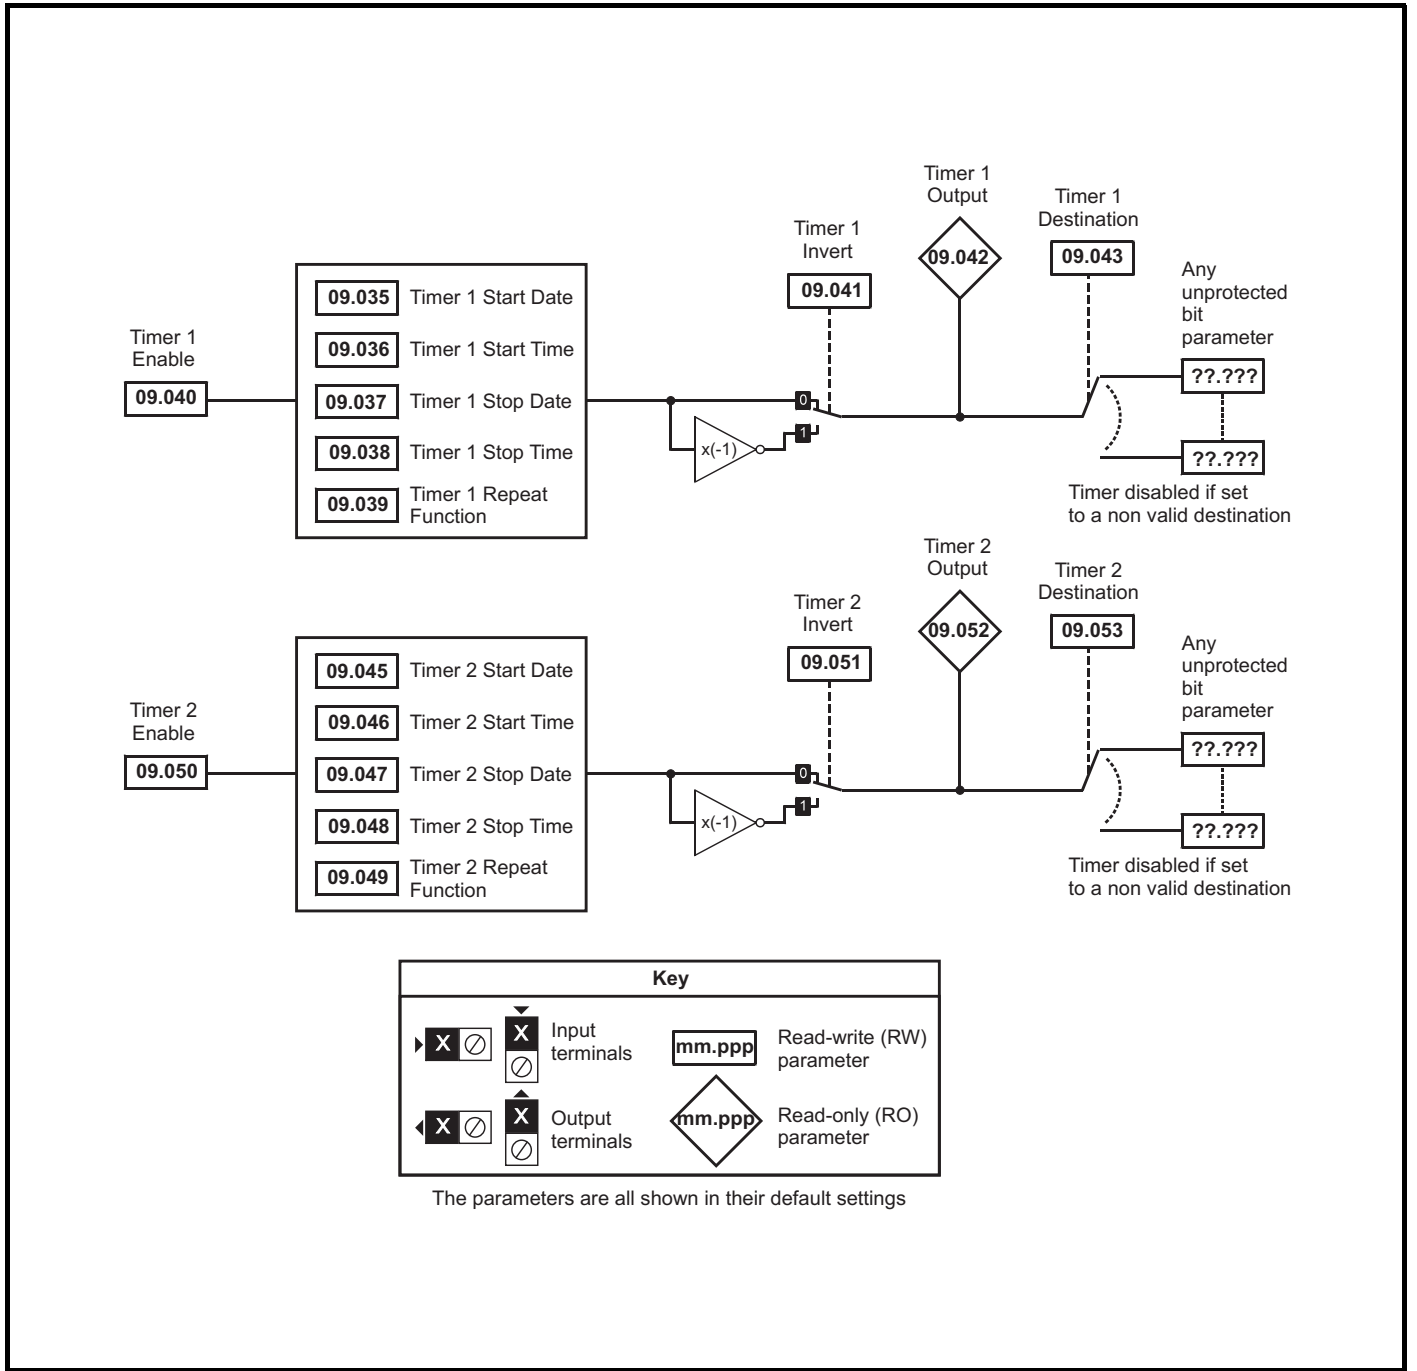 Timer 1
Output
Timer 1
Destination
Timer 1
Invert
09.042
09.043
Any
unprotected
bit
parameter
09.041
09.035 Timer 1 Start Date
Timer 1
Enable
09.036 Timer 1 Start Time
??.???
09.040
09.037 Timer 1 Stop Date
0
1
x(-1)
09.038 Timer 1 Stop Time
??.???
09.039 Timer 1 Repeat
Function
Timer disabled if set
to a non valid destination
Timer 2
Output
Timer 2
Destination
Timer 2
Invert
09.052
09.053
Any
unprotected
bit
parameter
09.051
09.045 Timer 2 Start Date
Timer 2
Enable
09.046 Timer 2 Start Time
??.???
09.050
09.047 Timer 2 Stop Date
0
1
x(-1)
09.048 Timer 2 Stop Time
??.???
09.049 Timer 2 Repeat
Function
Timer disabled if set
to a non valid destination
Key
X
X
Input
terminals
mm.ppp
Read-write (RW)
parameter
X
X
Output
terminals
mm.ppp
Read-only (RO)
parameter
The parameters are all shown in their default settings